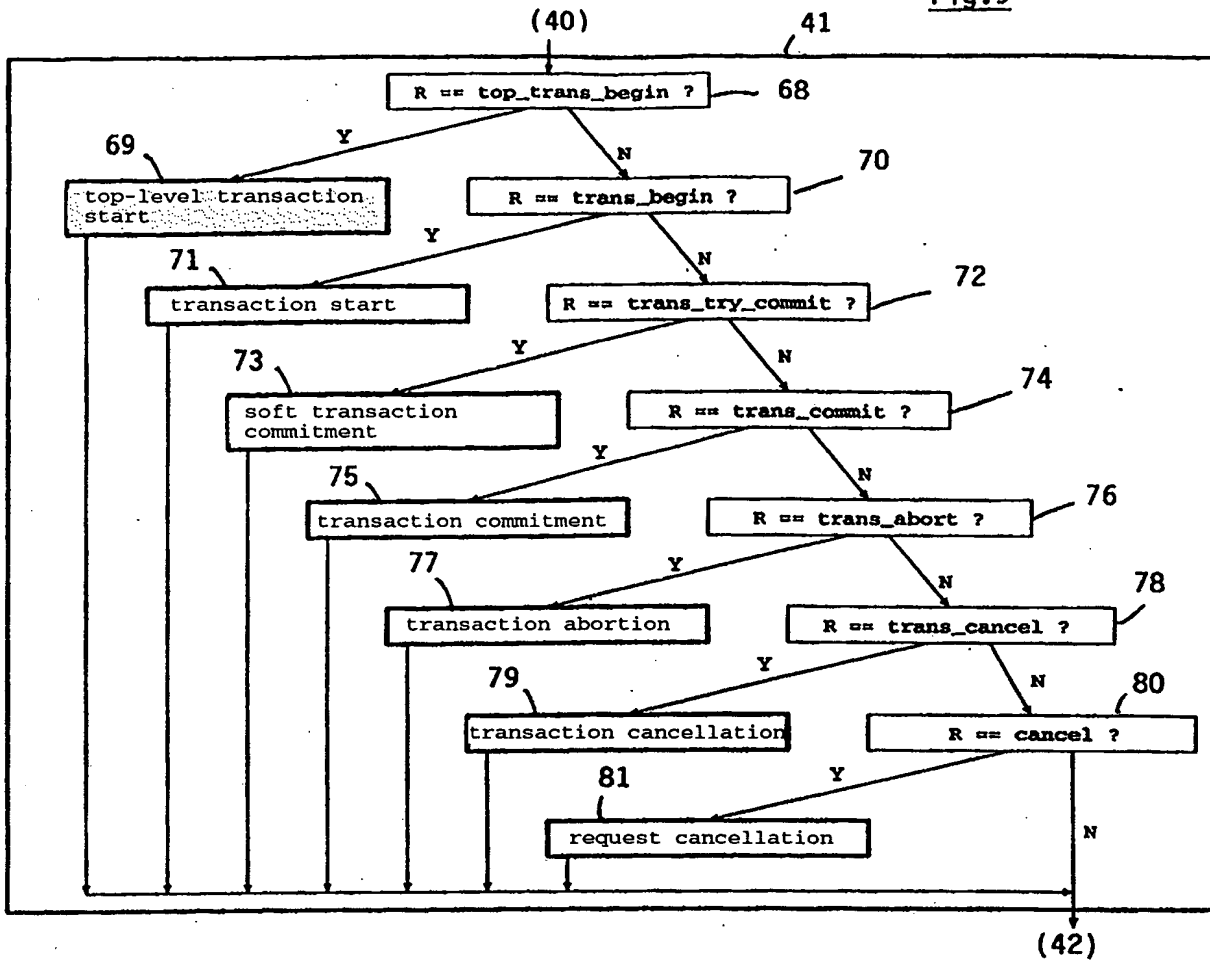 (40)
41
R == top_trans_begin ?
68
Y
N
69
top-level transaction
start
70
R == trans_begin ?
Y
N
71
transaction start
72
R == trans_try_commit ?
Y
N
73
soft transaction
commitment
74
R == trans_commit ?
Y
N
75
transaction commitment
76
R == trans_abort ?
Y
N
77
transaction abortion
78
R == trans_cancel ?
Y
N
79
transaction cancellation
80
R == cancel ?
Y
N
81
request cancellation
(42)